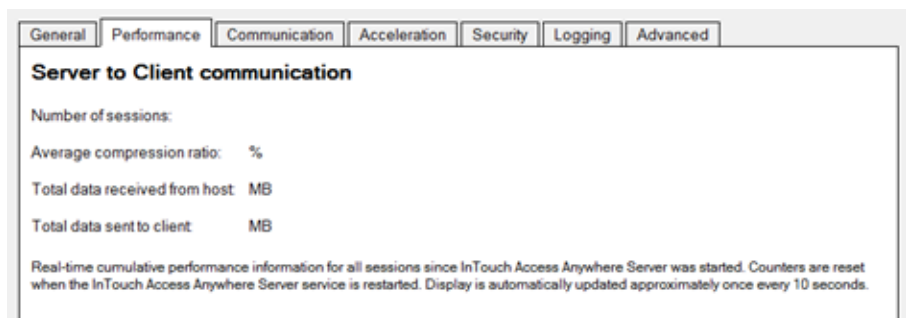 General Performance Communication Acceleration Security Logging Advanced
Server to Client communication
Number of sessions:
Average compression ratio: %
Total data received from host MB
Total data sent to client: MB
Real-time cumulative performance information for all sessions since InTouch Access Anywhere Server was started. Counters are reset
when the InTouch Access Anywhere Server service is restarted. Display is automatically updated approximately once every 10 seconds.